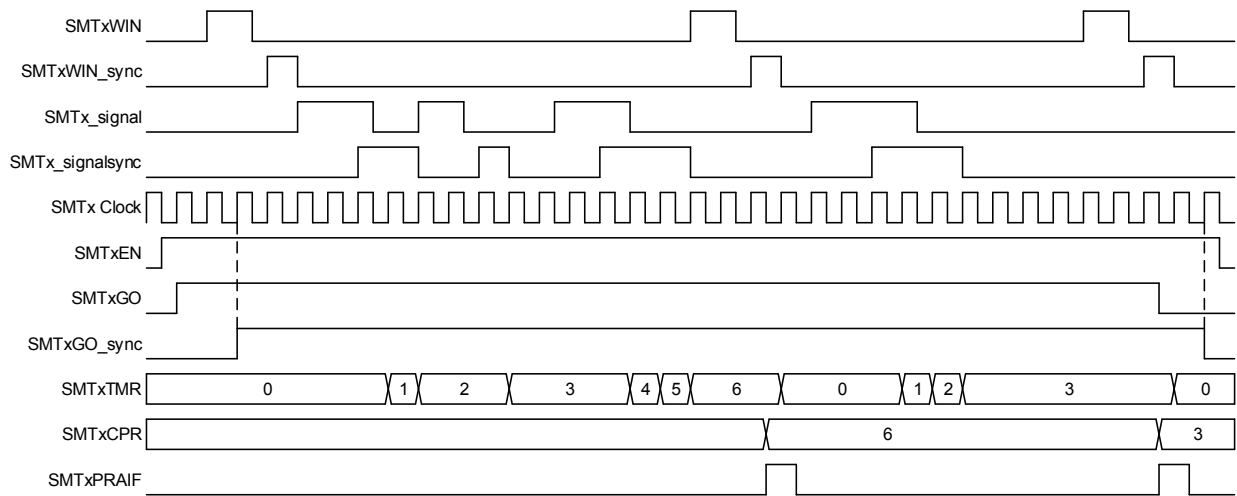 SMTxWIN
SMTxWIN_sync
SMTx_signal
SMTx_signalsync
SMTx Clock
SMTxEN
SMTxGO
SMTxGO_sync
SMTxTMR 0 1 2 3 4 5 6 0 1 2 3 0
SMTxCPR 6 3
SMTxPRAIF